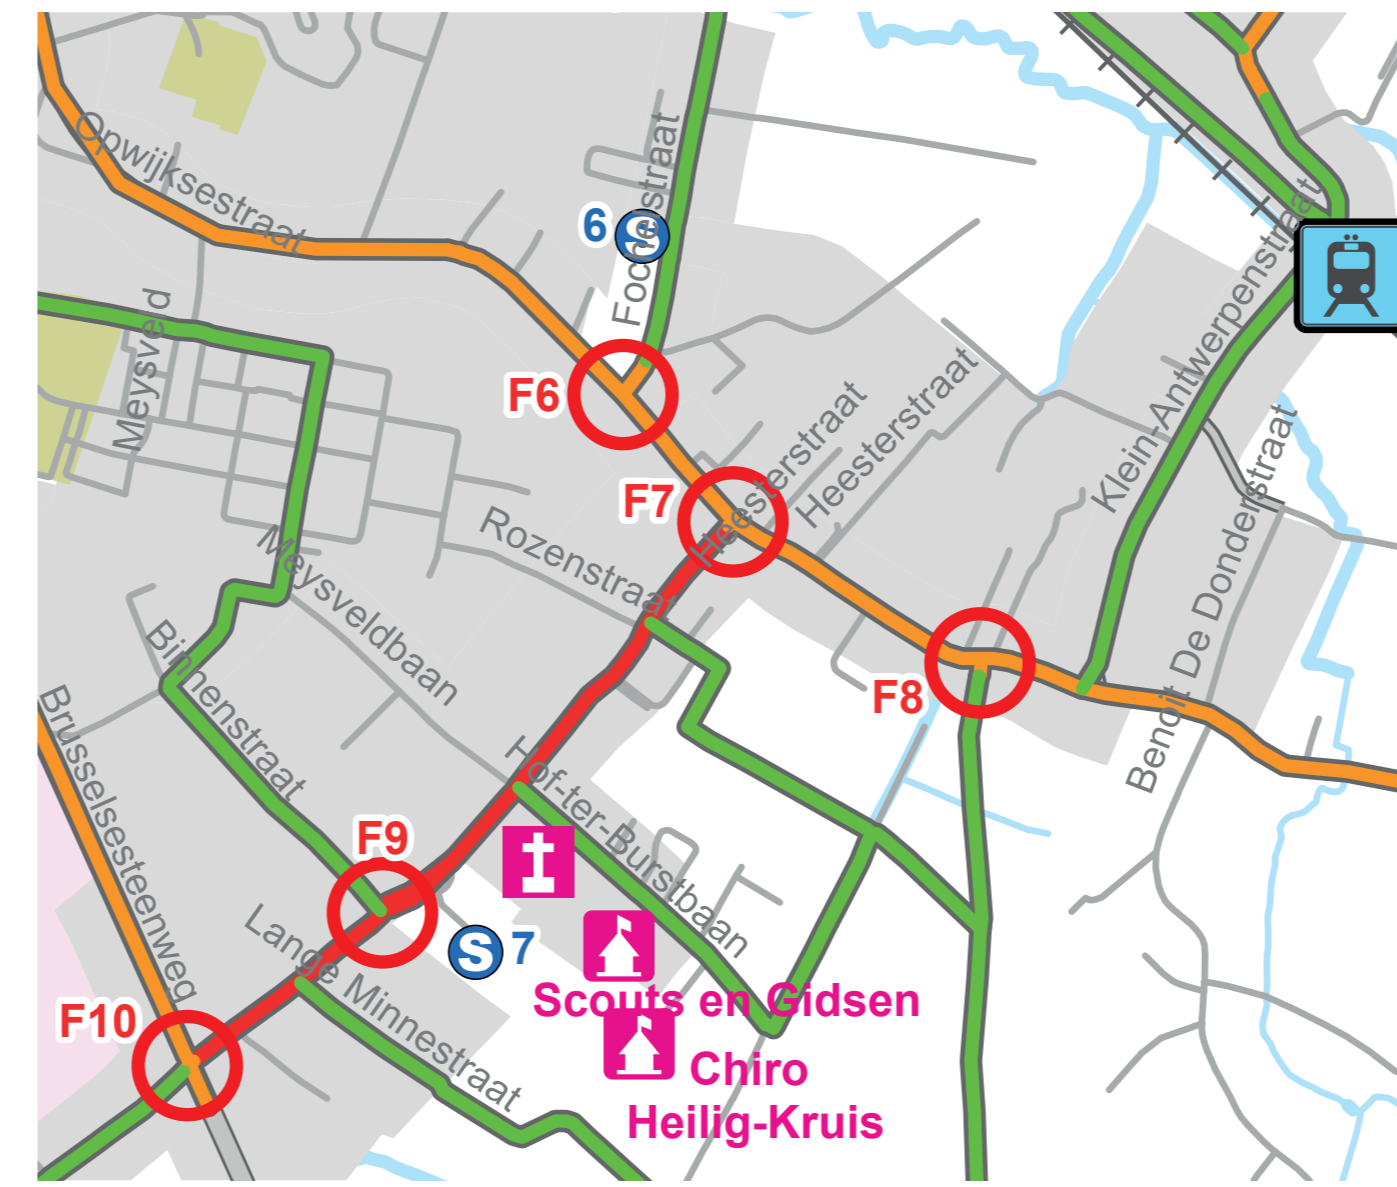 Opwijksestraat
Fochelstraat
6 S
Meysveld
F6
Klein-Antwerpenstraat
Heesterstraat
Heesterstraat
F7
Rozenstraat
Benoit De Donderstraat
Meysveldbaan
Binnenstraat
F8
Brusselsesteenweg
Hof-ter-Burstbaan
F9
Lange Minnestraat
S 7
Scouts en Gidsen
F10
Chiro
Heilig-Kruis